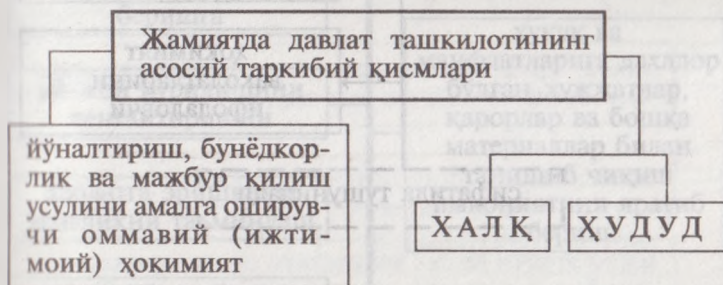 Жамиятда давлат ташкилотининг
асосий таркибий қисмлари
йўналтириш, бунёдкор-
лик ва мажбур қилиш
усулини амалга оширув-
чи оммавий (ижти-
моий) ҳокимият
ХАЛҚ
ҲУДУД